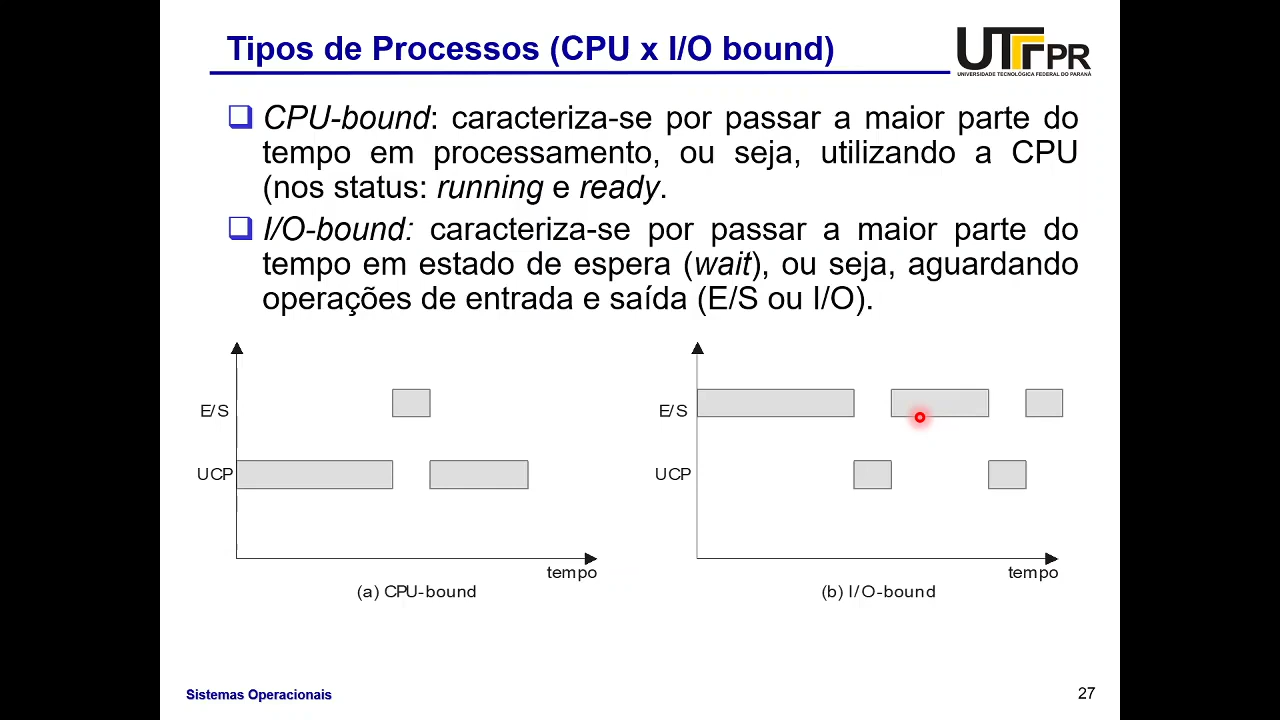 Tipos de Processos (CPU x I/O bound)
UTFPR
UNIVERSIDADE TECNOLÓGICA FEDERAL DO PARANÁ
CPU-bound: caracteriza-se por passar a maior parte do
tempo em processamento, ou seja, utilizando a CPU
(nos status: running e ready.
I/O-bound: caracteriza-se por passar a maior parte do
tempo em estado de espera (wait), ou seja, aguardando
operações de entrada e saída (E/S ou I/O).
E/S
UCP
tempo
(a) CPU-bound
E/S
UCP
tempo
(b) I/O-bound
Sistemas Operacionais
27